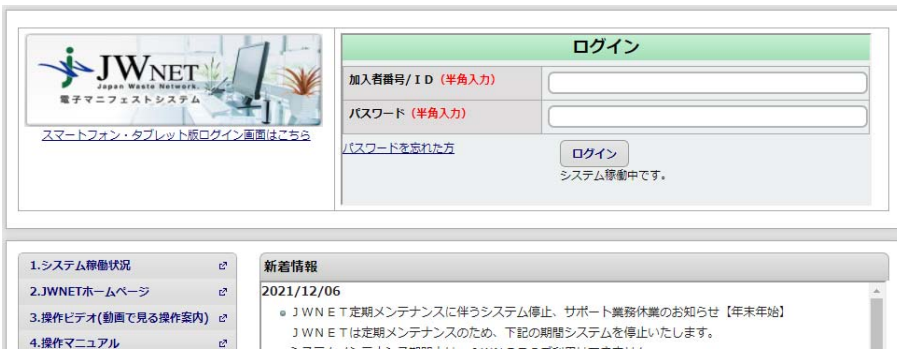 JWNET
Japan Waste Network.
電子マニフェストシステム
スマートフォン・タブレット版ログイン画面はこちら
ログイン
加入者番号/ＩＤ（半角入力）
パスワード（半角入力）
パスワードを忘れた方
ログイン
システム稼働中です。
1.システム稼働状況
2.JWNETホームページ
3.操作ビデオ(動画で見る操作案内)
4.操作マニュアル
新着情報
2021/12/06
ＪＷＮＥＴ定期メンテナンスに伴うシステム停止、サポート業務休業のお知らせ【年末年始】
ＪＷＮＥＴは定期メンテナンスのため、下記の期間システムを停止いたします。